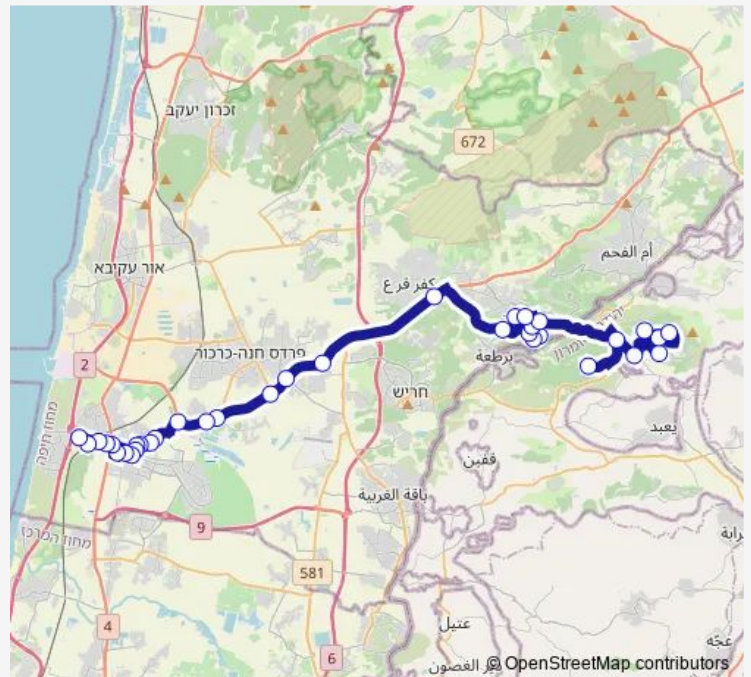 זכרון יעקב
672
أم الفحم
אור עקיבא
كفر قرع
פרדס חנה-כרכור
برطعة
2
חריש
מחוז חיפה
يعبد
قفين
باقة الغربية
9
מחוז המרכז
581
4
عتيل
عجّه
6
© OpenStreetMap contributors